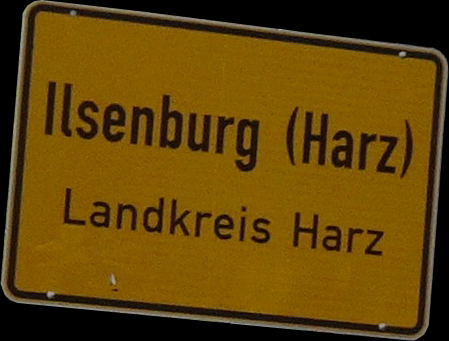 Ilsenburg (Harz)
Landkreis Harz